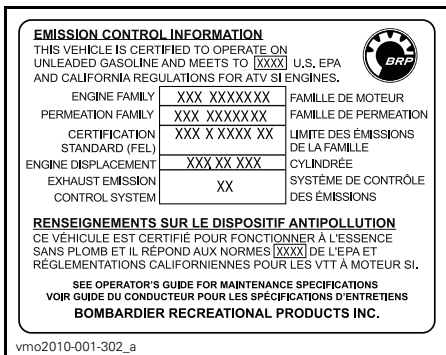 EMISSION CONTROL INFORMATION
THIS VEHICLE IS CERTIFIED TO OPERATE ON
UNLEADED GASOLINE AND MEETS TO XXXX U.S. EPA
AND CALIFORNIA REGULATIONS FOR ATV SI ENGINES.
BRP
ENGINE FAMILY XXX XXXXXXX FAMILLE DE MOTEUR
PERMEATION FAMILY XXX XXXXXXX FAMILLE DE PERMEATION
CERTIFICATION XXX X XXXX XX LIMITE DES ÉMISSIONS
STANDARD (FEL) DE LA FAMILLE
ENGINE DISPLACEMENT XXX XX XXX CYLINDRÉE
EXHAUST EMISSION XX SYSTÈME DE CONTRÔLE
CONTROL SYSTEM DES ÉMISSIONS
RENSEIGNEMENTS SUR LE DISPOSITIF ANTIPOLLUTION
CE VÉHICULE EST CERTIFIÉ POUR FONCTIONNER À L'ESSENCE
SANS PLOMB ET IL RÉPOND AUX NORMES XXXX DE L'EPA ET
RÉGLEMENTATIONS CALIFORNIENNES POUR LES VTT À MOTEUR SI.
SEE OPERATOR'S GUIDE FOR MAINTENANCE SPECIFICATIONS
VOIR GUIDE DU CONDUCTEUR POUR LES SPÉCIFICATIONS D'ENTRETIENS
BOMBARDIER RECREATIONAL PRODUCTS INC.
vmo2010-001-302_a